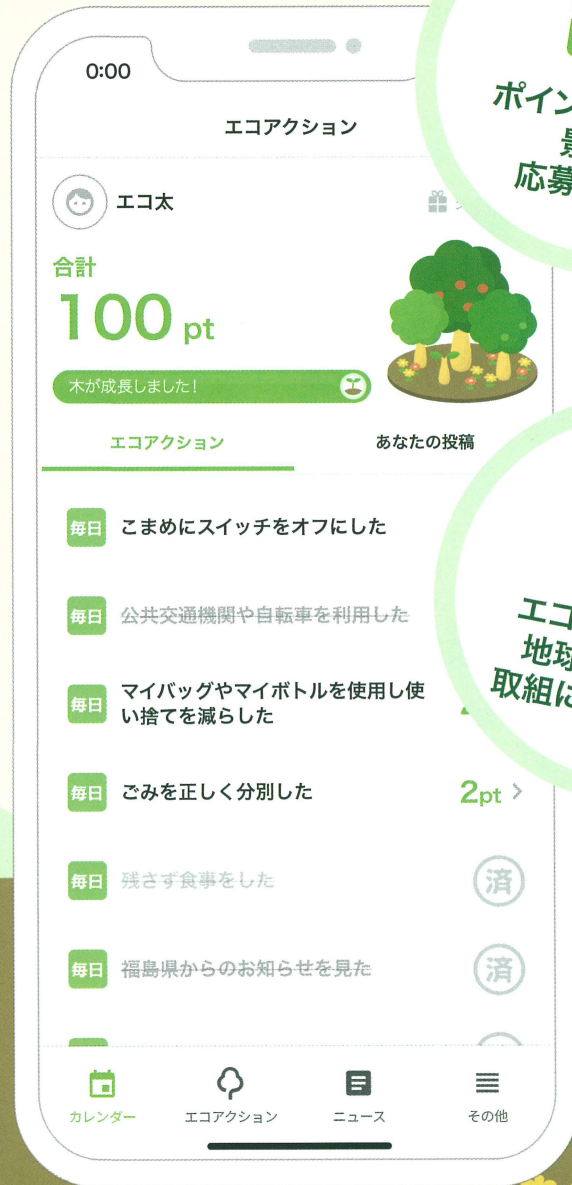 0:00
エコアクション
エコ太
合計
100 pt
木が成長しました!
エコアクション
あなたの投稿
毎日 こまめにスイッチをオフにした
毎日 公共交通機関や自転車を利用した
毎日 マイバッグやマイボトルを使用し使
い捨てを減らした
毎日 ごみを正しく分別した 2pt >
毎日 残さず食事をした 済
毎日 福島県からのお知らせを見た 済
カレンダー
エコアクション
ニュース
その他
ポイン
応募
エコ
地球
取組に